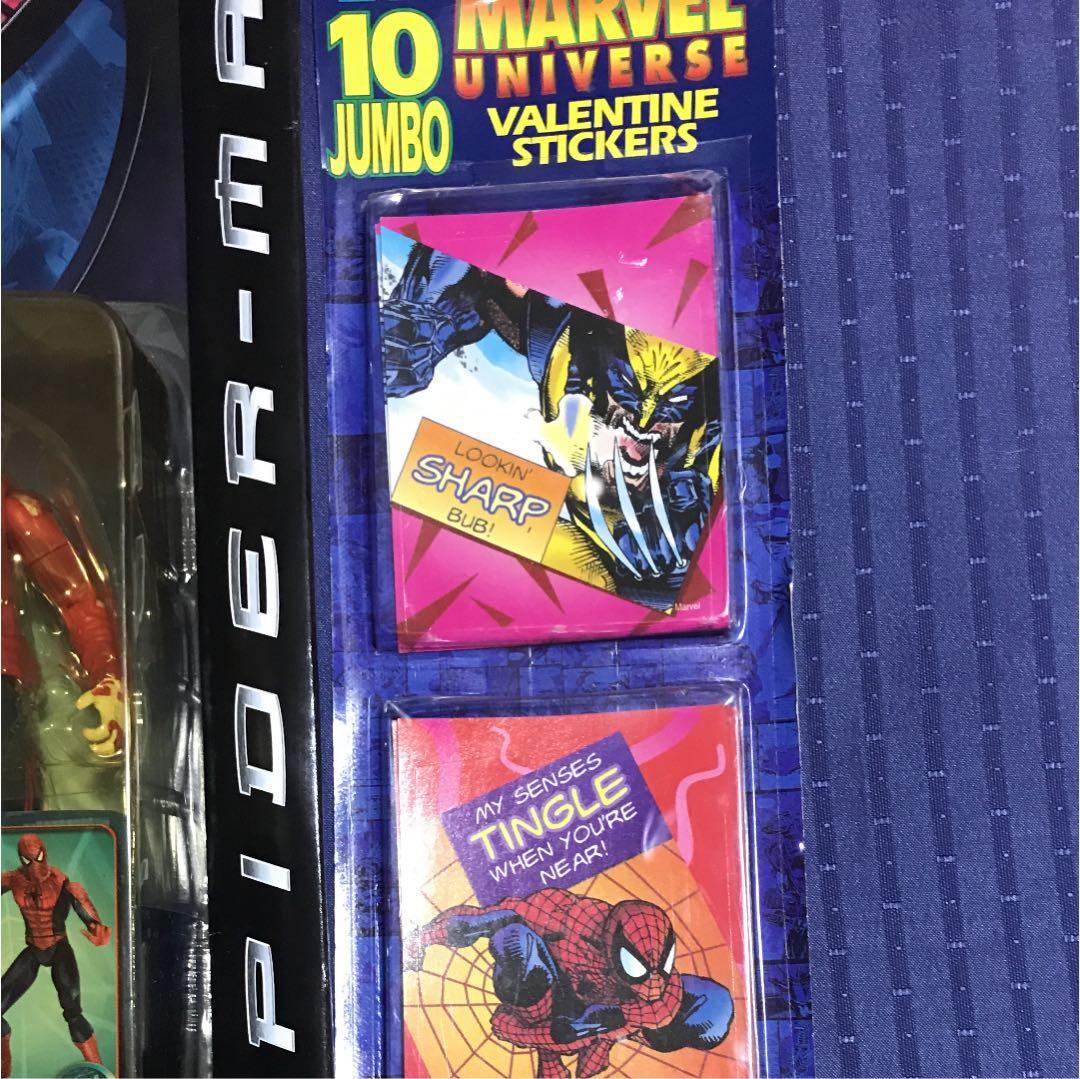 10
JUMBO
MARVEL
UNIVERSE
VALENTINE
STICKERS
LOOKIN'
SHARP,
BUB!
Marvel
MY SENSES
TINGLE
WHEN YOU'RE
NEAR!
PIDER-MA